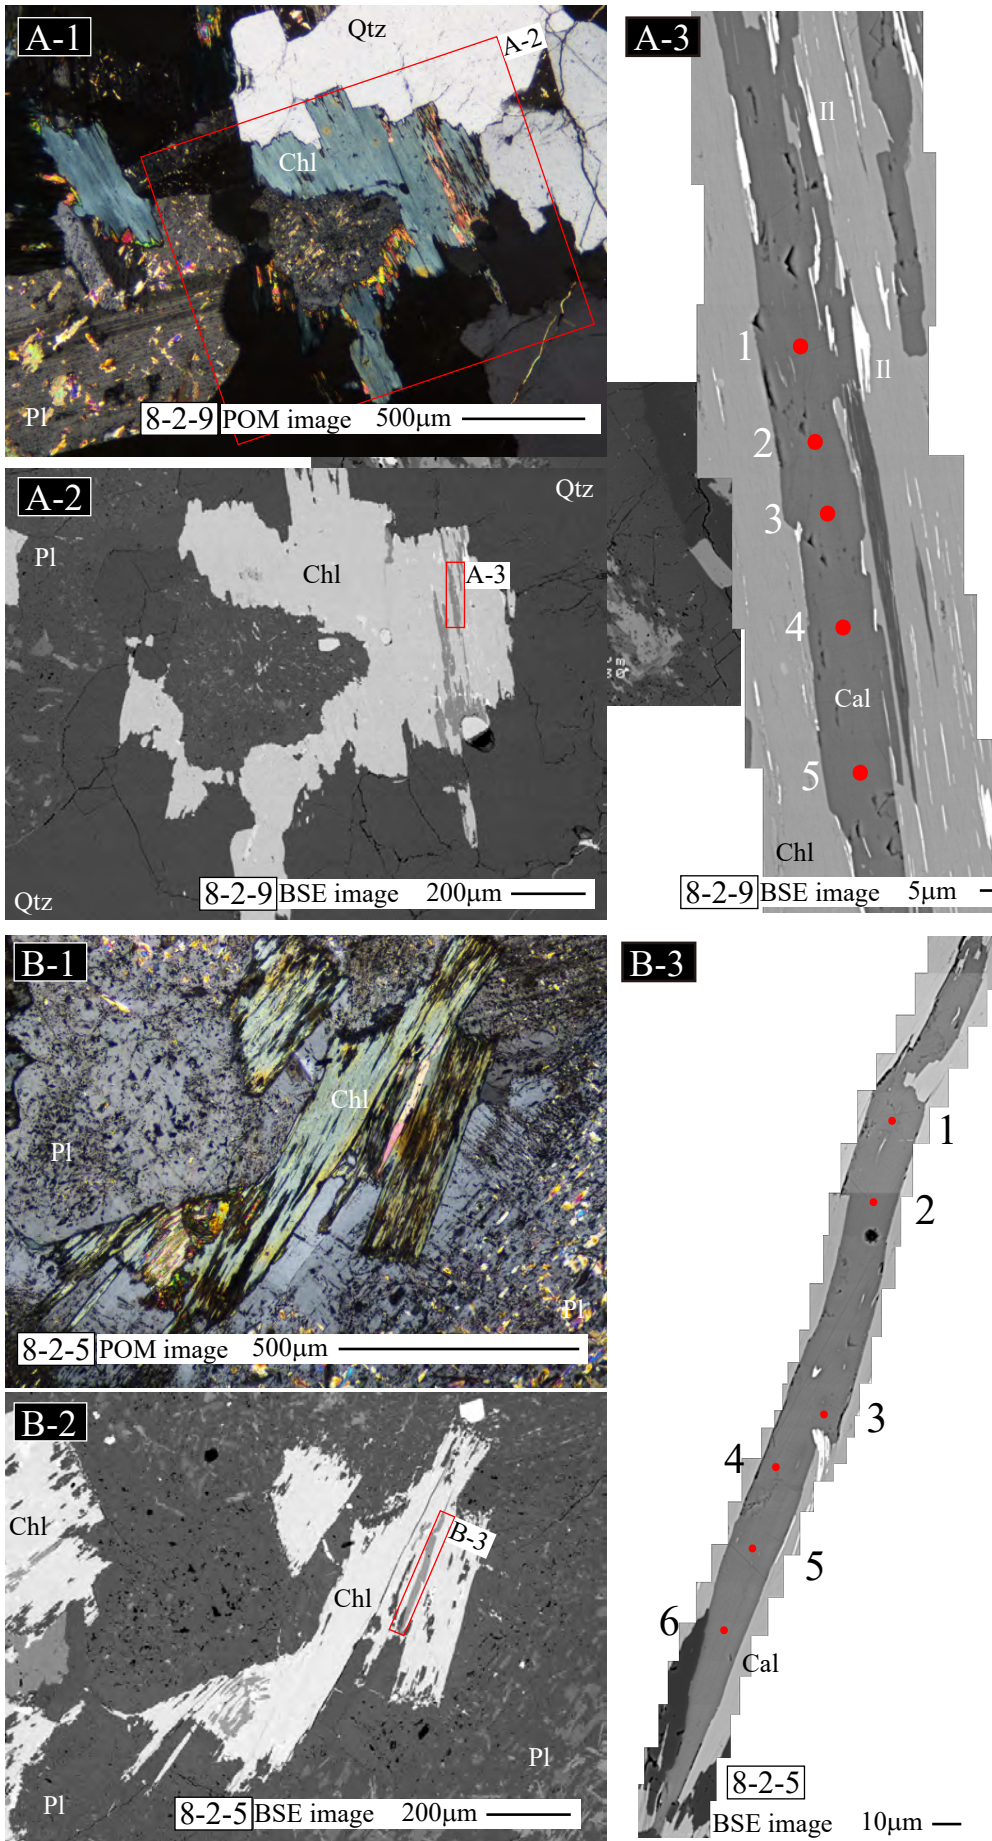 A-1
Qtz
A-2
Chl
Pl
8-2-9 POM image 500μm
A-2
Qtz
Pl
Chl
A-3
Qtz
8-2-9 BSE image 200μm
A-3
Il
Il
1
2
3
4
Cal
5
Chl
8-2-9 BSE image 5μm
B-1
Chl
Pl
Pl
8-2-5 POM image 500μm
B-2
Chl
B-3
Chl
Pl
Pl
8-2-5 BSE image 200μm
B-3
1
2
3
4
5
6
Cal
8-2-5
BSE image 10μm